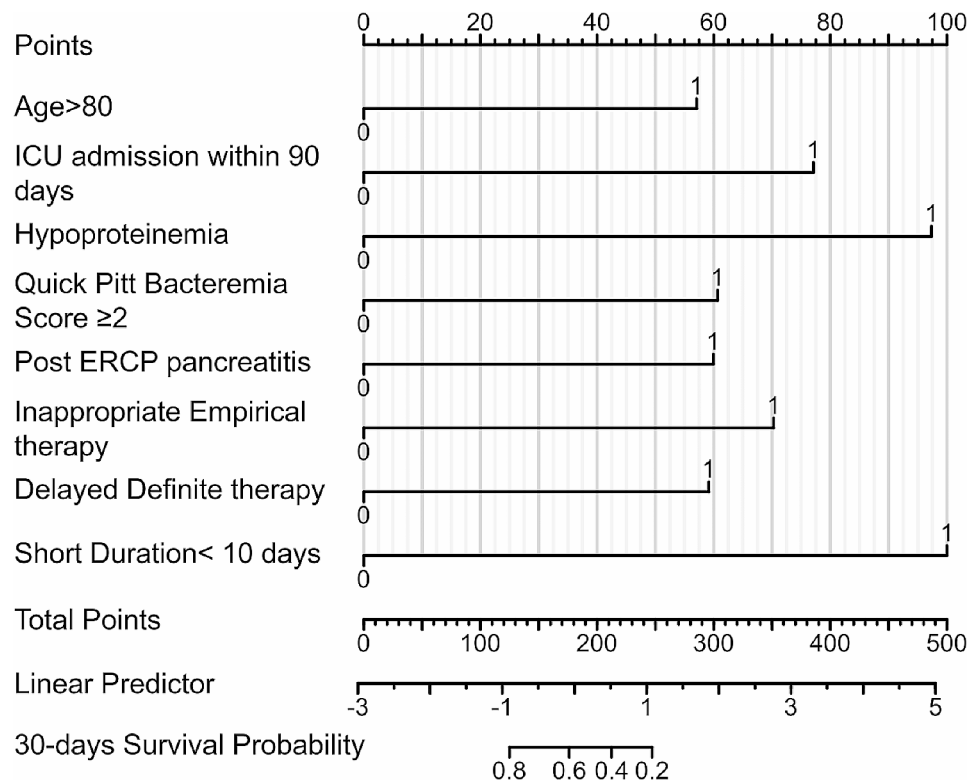 0 20 40 60 80 100
Points
1
Age>80
0
1
ICU admission within 90
days
0
1
Hypoproteinemia
0
1
Quick Pitt Bacteremia
Score ≥2
0
1
Post ERCP pancreatitis
0
1
Inappropriate Empirical
therapy
0
1
Delayed Definite therapy
0
1
Short Duration< 10 days
0
Total Points
0 100 200 300 400 500
Linear Predictor
-3 -1 1 3 5
30-days Survival Probability
0.8 0.6 0.4 0.2